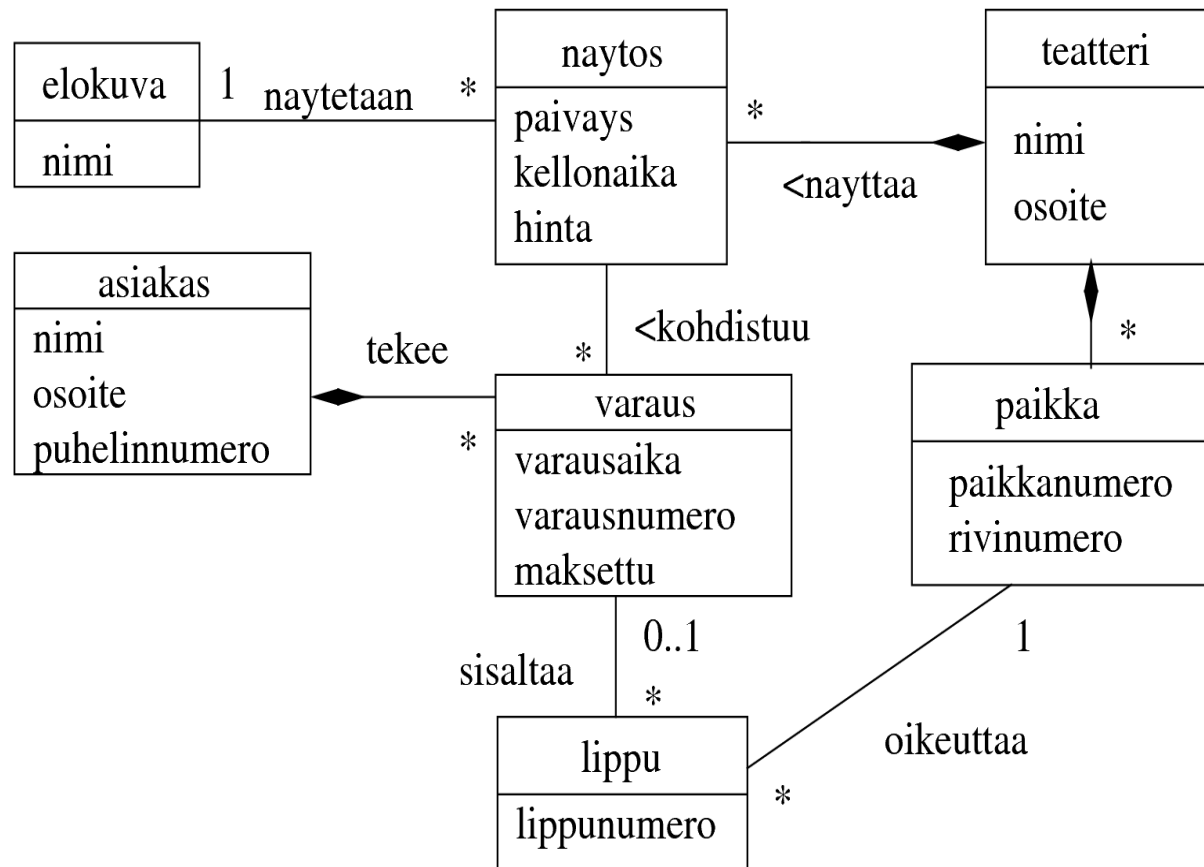 elokuva
nimi
1
naytetaan
*
naytos
paivays
kellonaika
hinta
*
<nayttaa
teatteri
nimi
osoite
asiakas
nimi
osoite
puhelinnumero
tekee
*
<kohdistuu
*
varaus
varausaika
varausnumero
maksettu
*
paikka
paikkanumero
rivinumero
0..1
sisaltaa
*
1
oikeuttaa
*
lippu
lippunumero